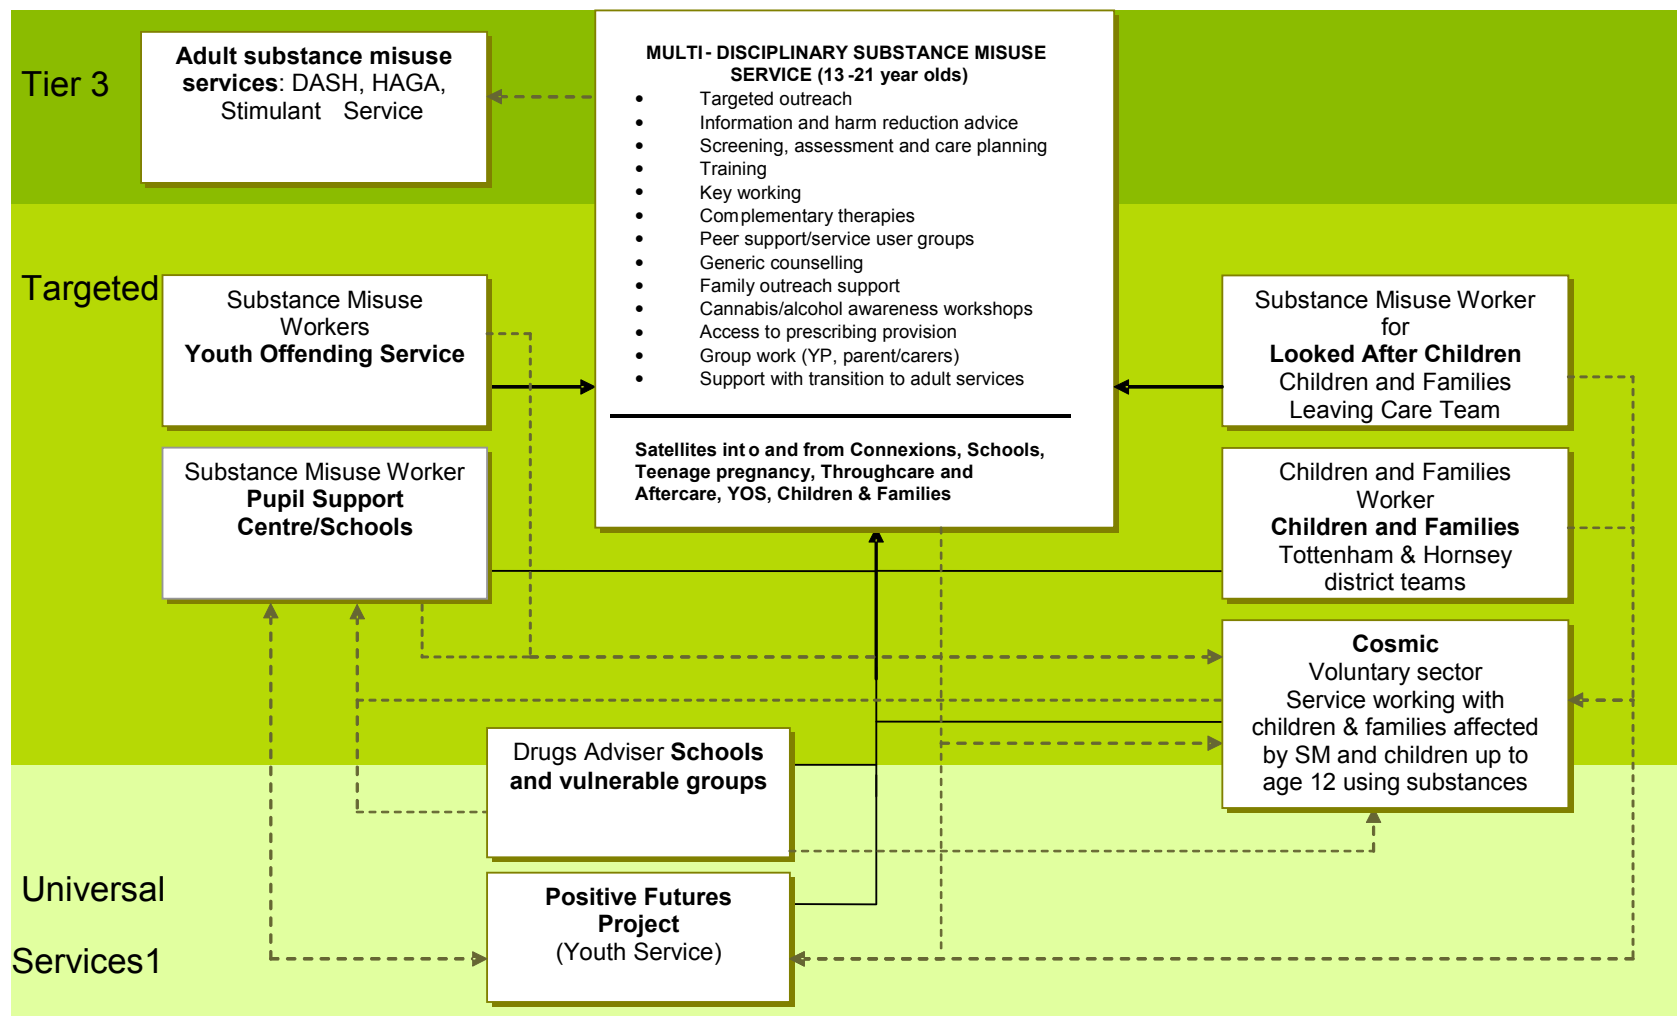 Tier 3
Adult substance misuse
services: DASH, HAGA,
Stimulant Service
MULTI- DISCIPLINARY SUBSTANCE MISUSE
SERVICE (13 -21 year olds)
• Targeted outreach
• Information and harm reduction advice
• Screening, assessment and care planning
• Training
• Key working
• Complementary therapies
• Peer support/service user groups
• Generic counselling
• Family outreach support
• Cannabis/alcohol awareness workshops
• Access to prescribing provision
• Group work (YP, parent/carers)
• Support with transition to adult services
Satellites int o and from Connexions, Schools,
Teenage pregnancy, Throughcare and
Aftercare, YOS, Children & Families
Targeted
Substance Misuse
Workers
Youth Offending Service
Substance Misuse Worker
Pupil Support
Centre/Schools
Substance Misuse Worker
for
Looked After Children
Children and Families
Leaving Care Team
Children and Families
Worker
Children and Families
Tottenham & Hornsey
district teams
Cosmic
Voluntary sector
Service working with
children & families affected
by SM and children up to
age 12 using substances
Drugs Adviser Schools
and vulnerable groups
Universal
Services1
Positive Futures
Project
(Youth Service)